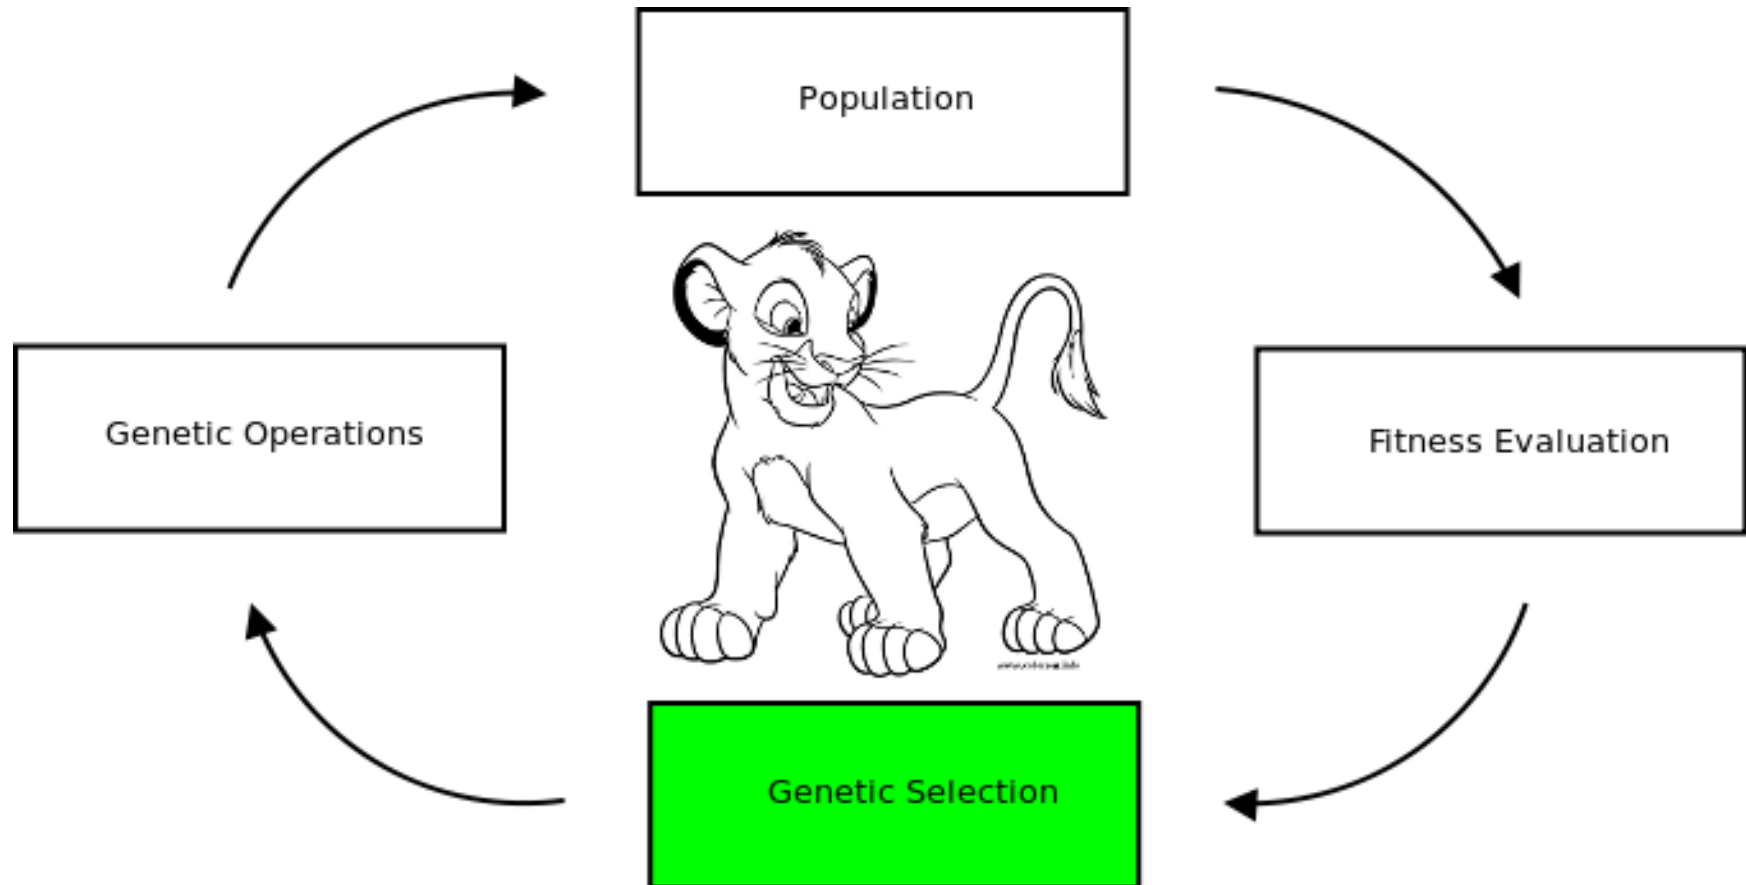 Population
Genetic Operations
Fitness Evaluation
Genetic Selection